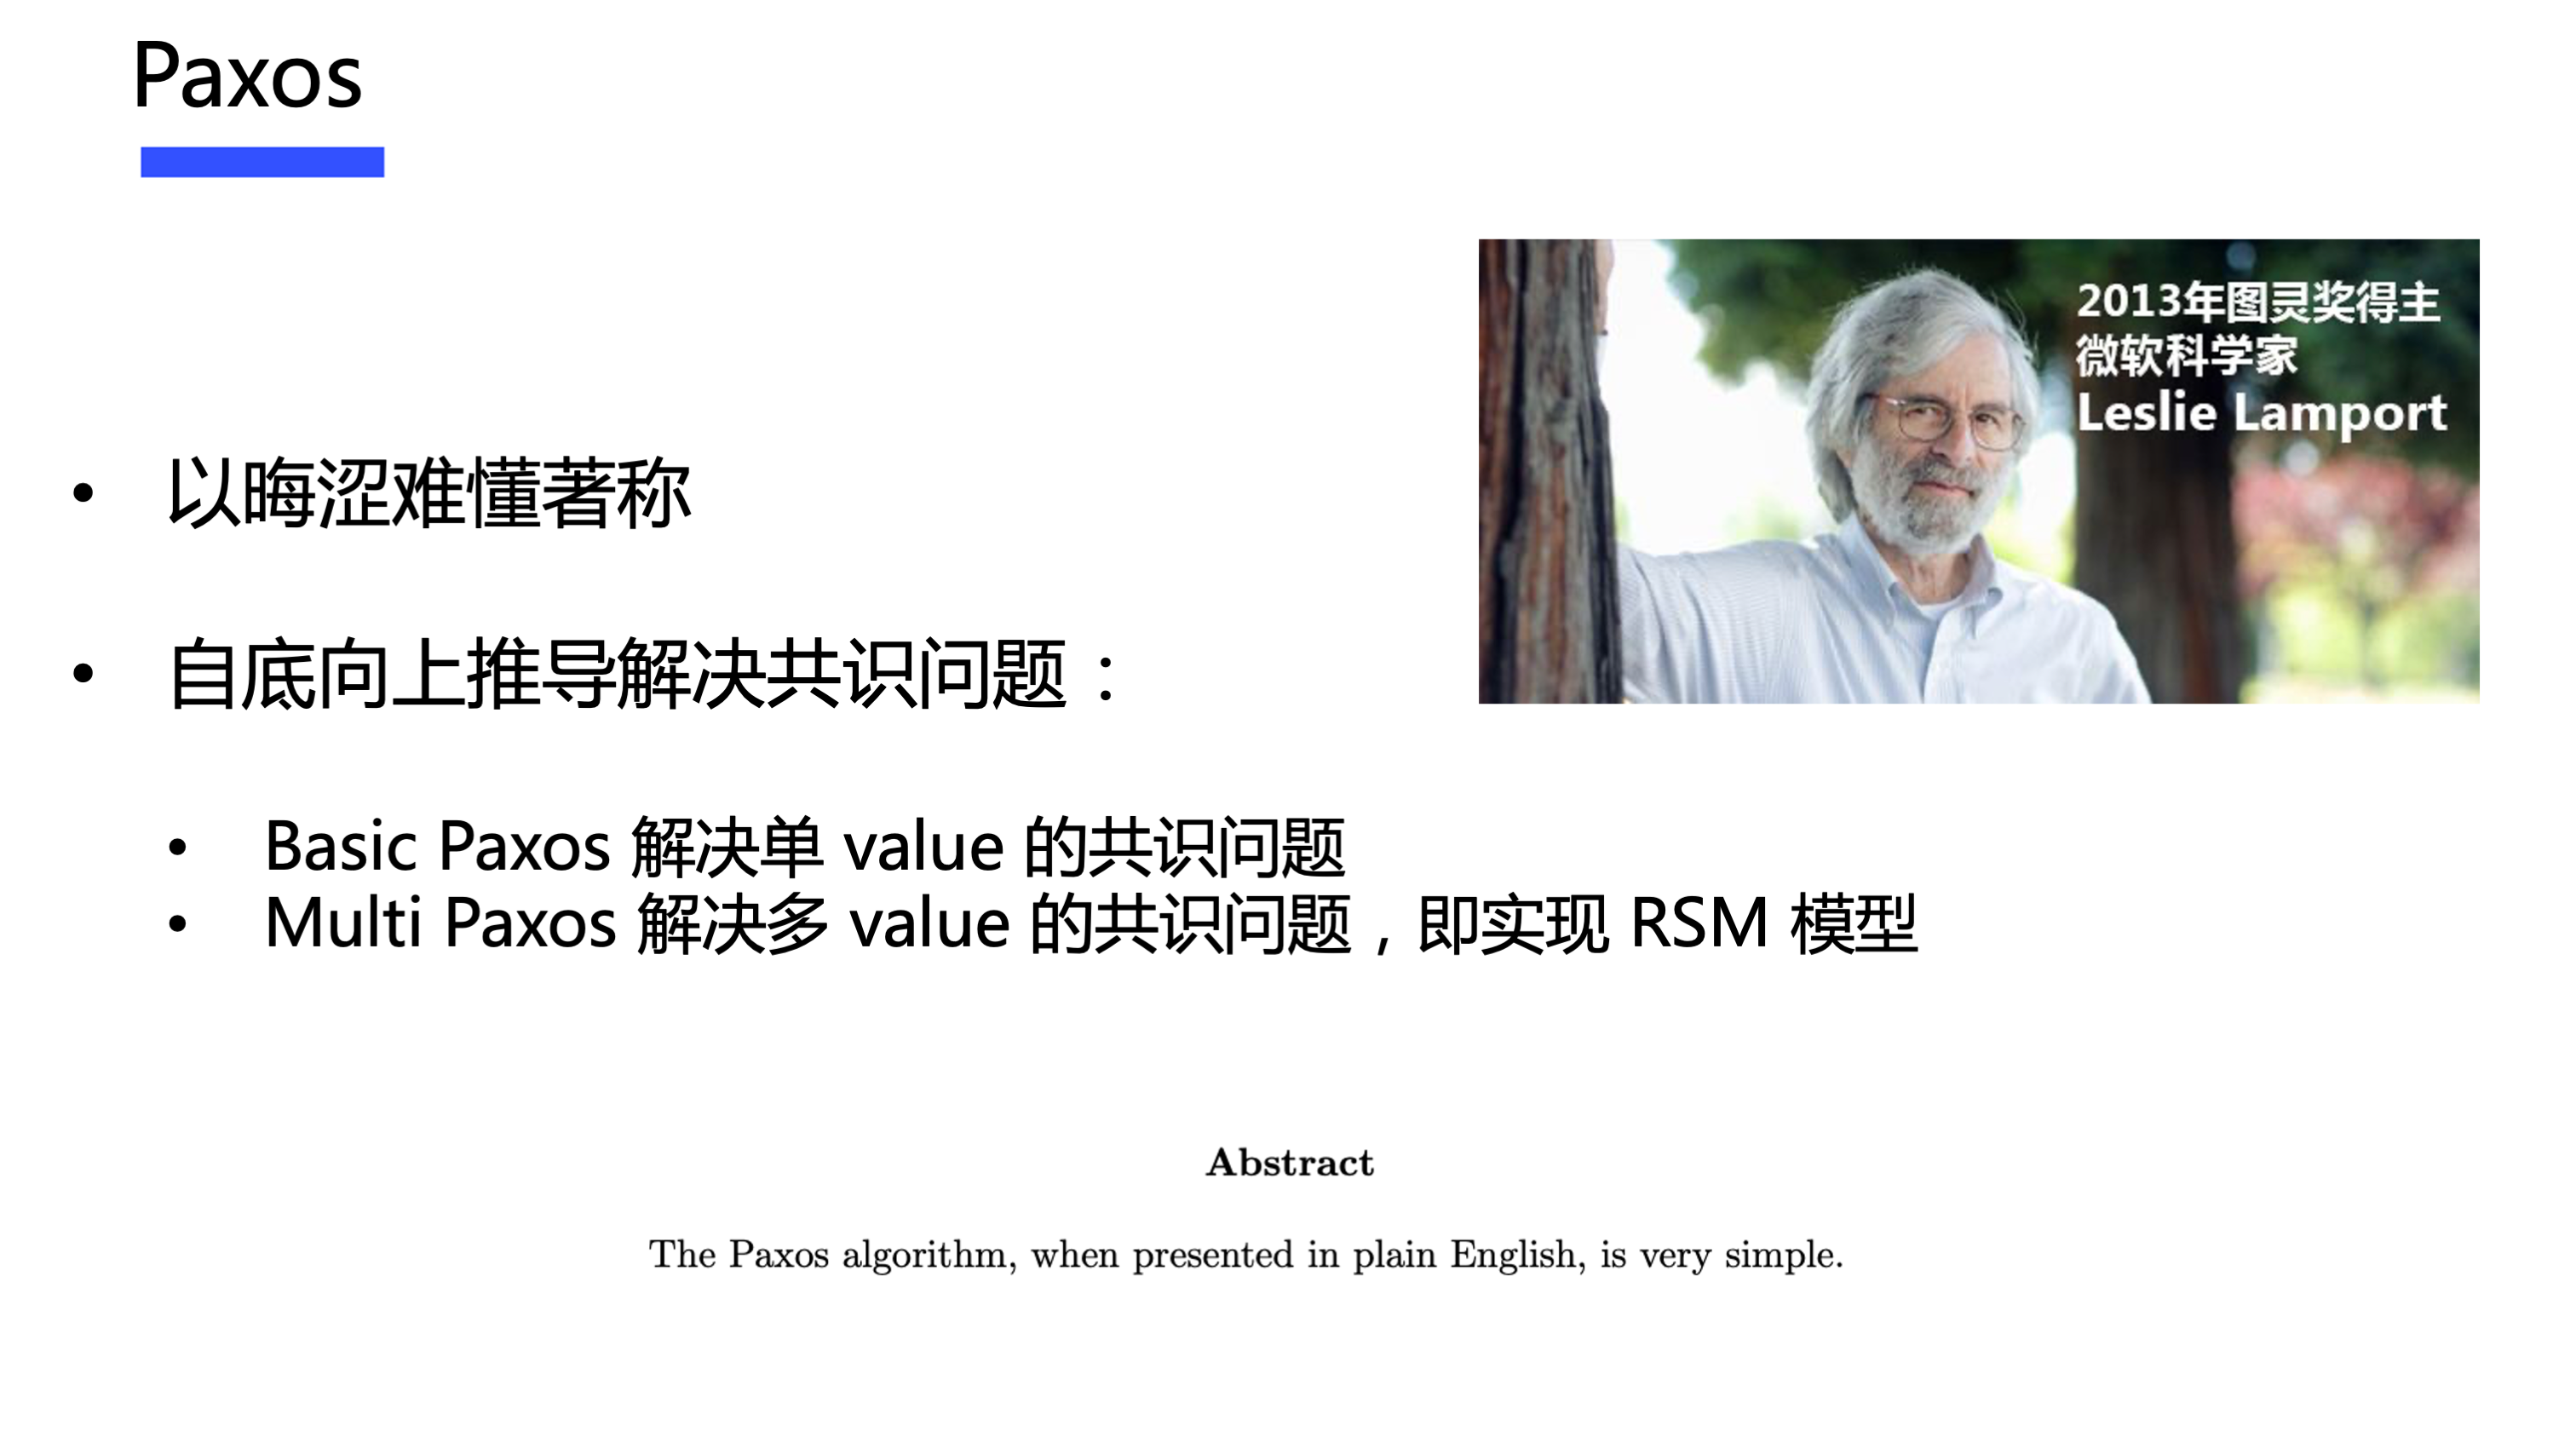 Paxos
2013年图灵奖得主
微软科学家
Leslie Lamport
• 以晦涩难懂著称
• 自底向上推导解决共识问题：
• Basic Paxos 解决单 value 的共识问题
• Multi Paxos 解决多 value 的共识问题，即实现 RSM 模型
Abstract
The Paxos algorithm, when presented in plain English, is very simple.